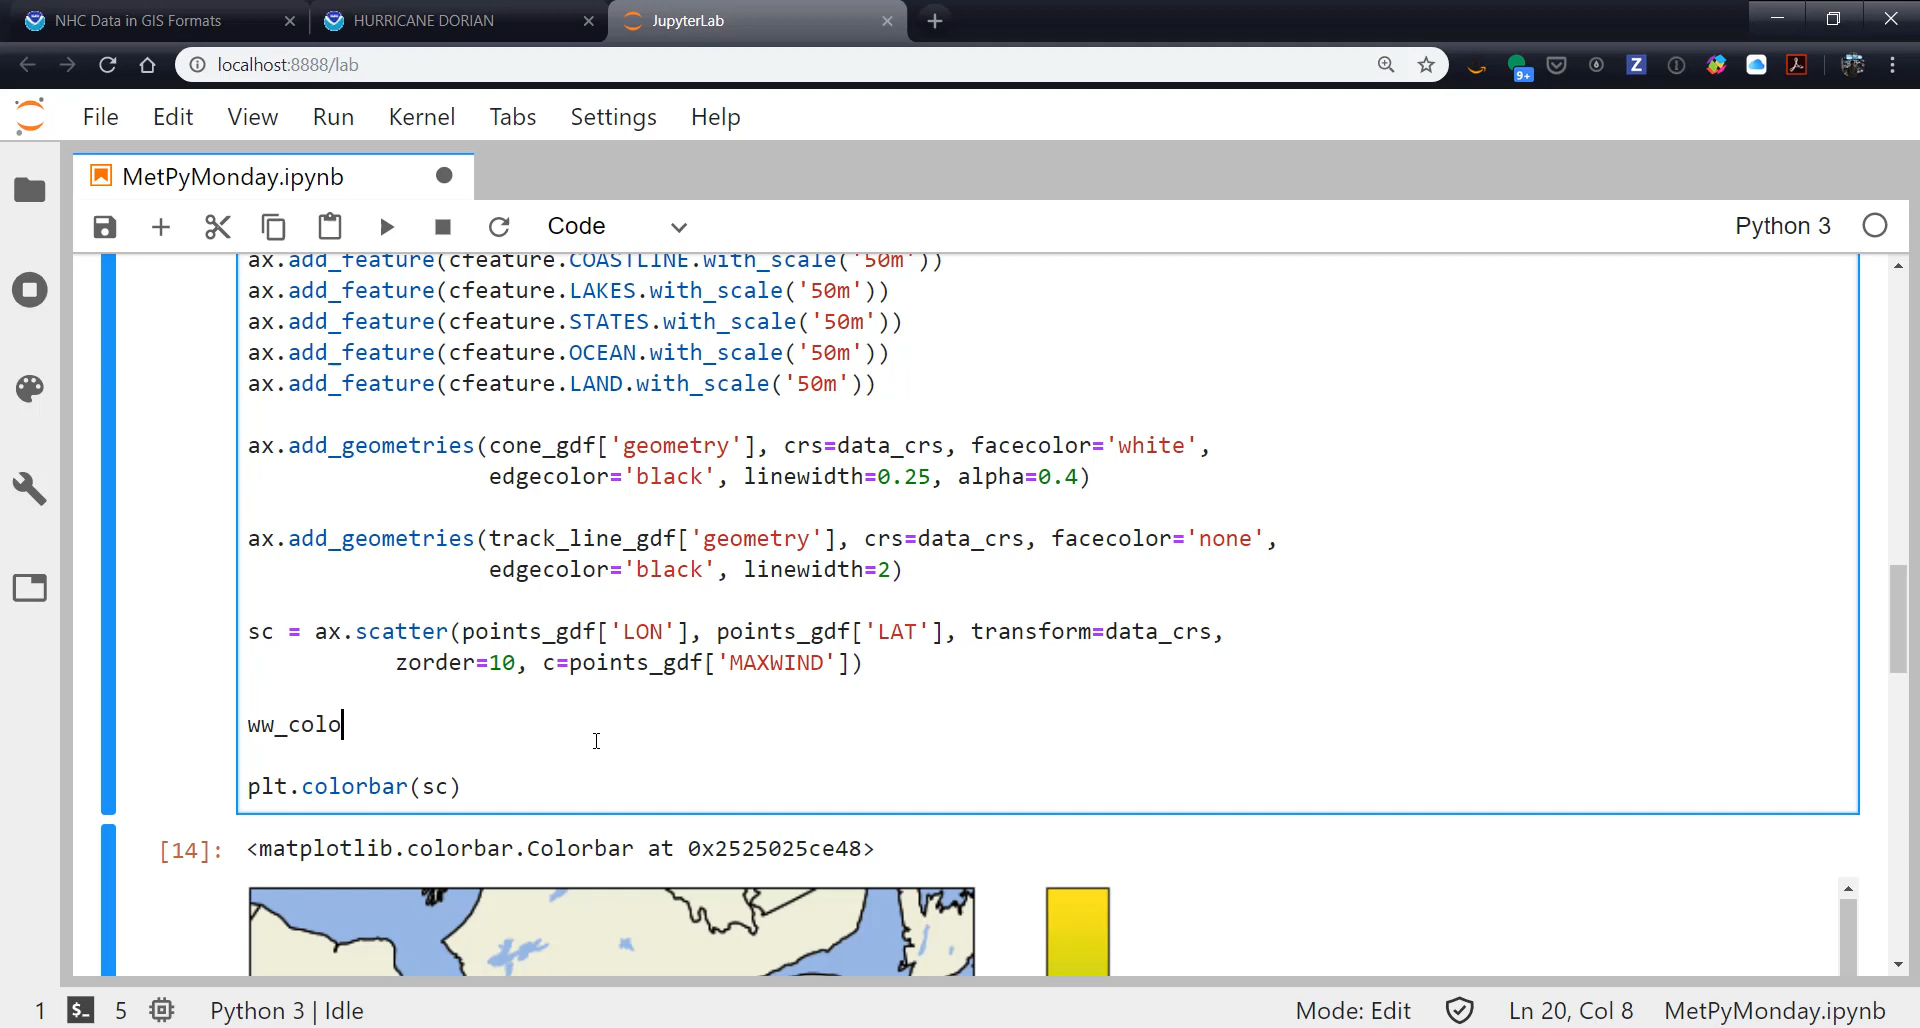 NHC Data in GIS Formats
HURRICANE DORIAN
JupyterLab
localhost:8888/lab
9+
Z
File Edit View Run Kernel Tabs Settings Help
MetPyMonday.ipynb
Code
Python 3
ax.add_feature(cfeature.COASTLINE.with_scale('50m'))
ax.add_feature(cfeature.LAKES.with_scale('50m'))
ax.add_feature(cfeature.STATES.with_scale('50m'))
ax.add_feature(cfeature.OCEAN.with_scale('50m'))
ax.add_feature(cfeature.LAND.with_scale('50m'))
ax.add_geometries(cone_gdf['geometry'], crs=data_crs, facecolor='white',
edgecolor='black', linewidth=0.25, alpha=0.4)
ax.add_geometries(track_line_gdf['geometry'], crs=data_crs, facecolor='none',
edgecolor='black', linewidth=2)
sc = ax.scatter(points_gdf['LON'], points_gdf['LAT'], transform=data_crs,
zorder=10, c=points_gdf['MAXWIND'])
ww_colo
plt.colorbar(sc)
[14]: <matplotlib.colorbar.Colorbar at 0x2525025ce48>
1 $_ 5 Python 3 | Idle Mode: Edit Ln 20, Col 8 MetPyMonday.ipynb